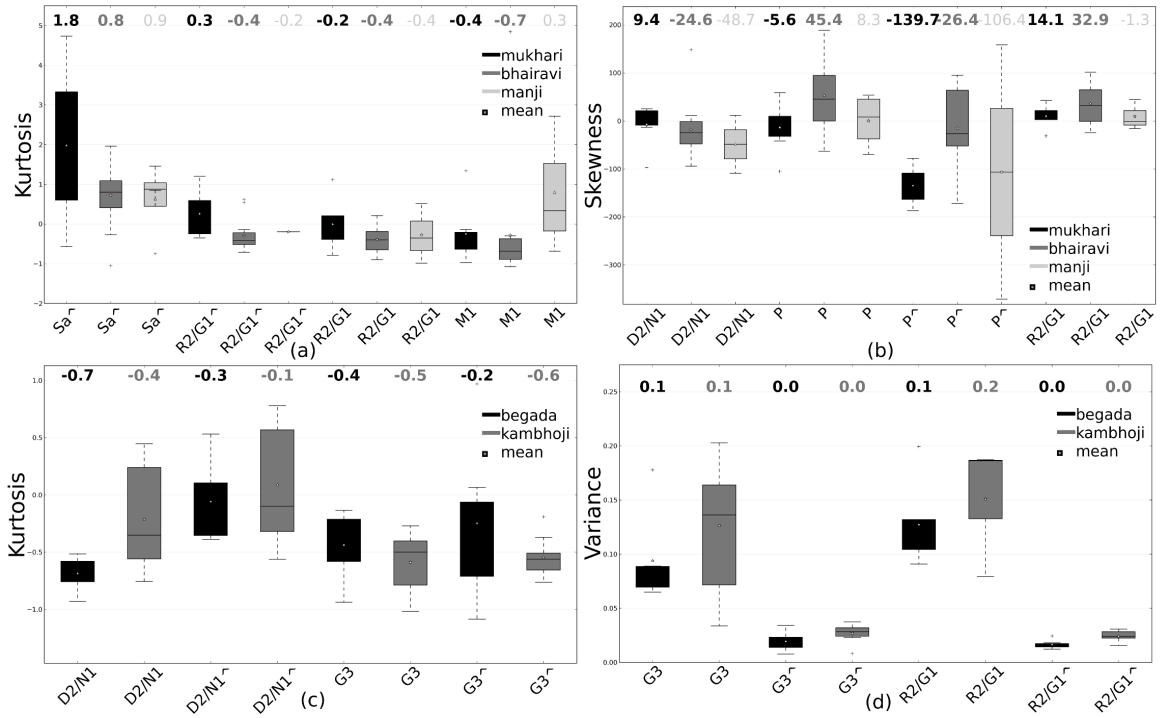 1.8 0.8 0.9 0.3 -0.4 -0.2 -0.2 -0.4 -0.4 -0.4 -0.7 0.3
Kurtosis
5
4
3
2
1
0
−1
−2
mukhari
bhairavi
manji
mean
Sa⌐ Sa⌐ Sa⌐ R2/G1⌐ R2/G1⌐ R2/G1⌐ R2/G1 R2/G1 R2/G1 M1 M1 M1
(a)
9.4 -24.6 -48.7 -5.6 45.4 8.3 -139.7 -26.4 -106.4 14.1 32.9 -1.3
Skewness
200
100
0
−100
−200
−300
mukhari
bhairavi
manji
mean
D2/N1 D2/N1 D2/N1 P P P P⌐ P⌐ P⌐ R2/G1 R2/G1 R2/G1
(b)
-0.7 -0.4 -0.3 -0.1 -0.4 -0.5 -0.2 -0.6
Kurtosis
1.0
0.5
0.0
−0.5
−1.0
begada
kambhoji
mean
D2/N1 D2/N1 D2/N1⌐ D2/N1⌐ G3 G3 G3⌐ G3⌐
(c)
0.1 0.1 0.0 0.0 0.1 0.2 0.0 0.0
Variance
0.25
0.20
0.15
0.10
0.05
0.00
begada
kambhoji
mean
G3 G3 G3⌐ G3⌐ R2/G1 R2/G1 R2/G1⌐ R2/G1⌐
(d)